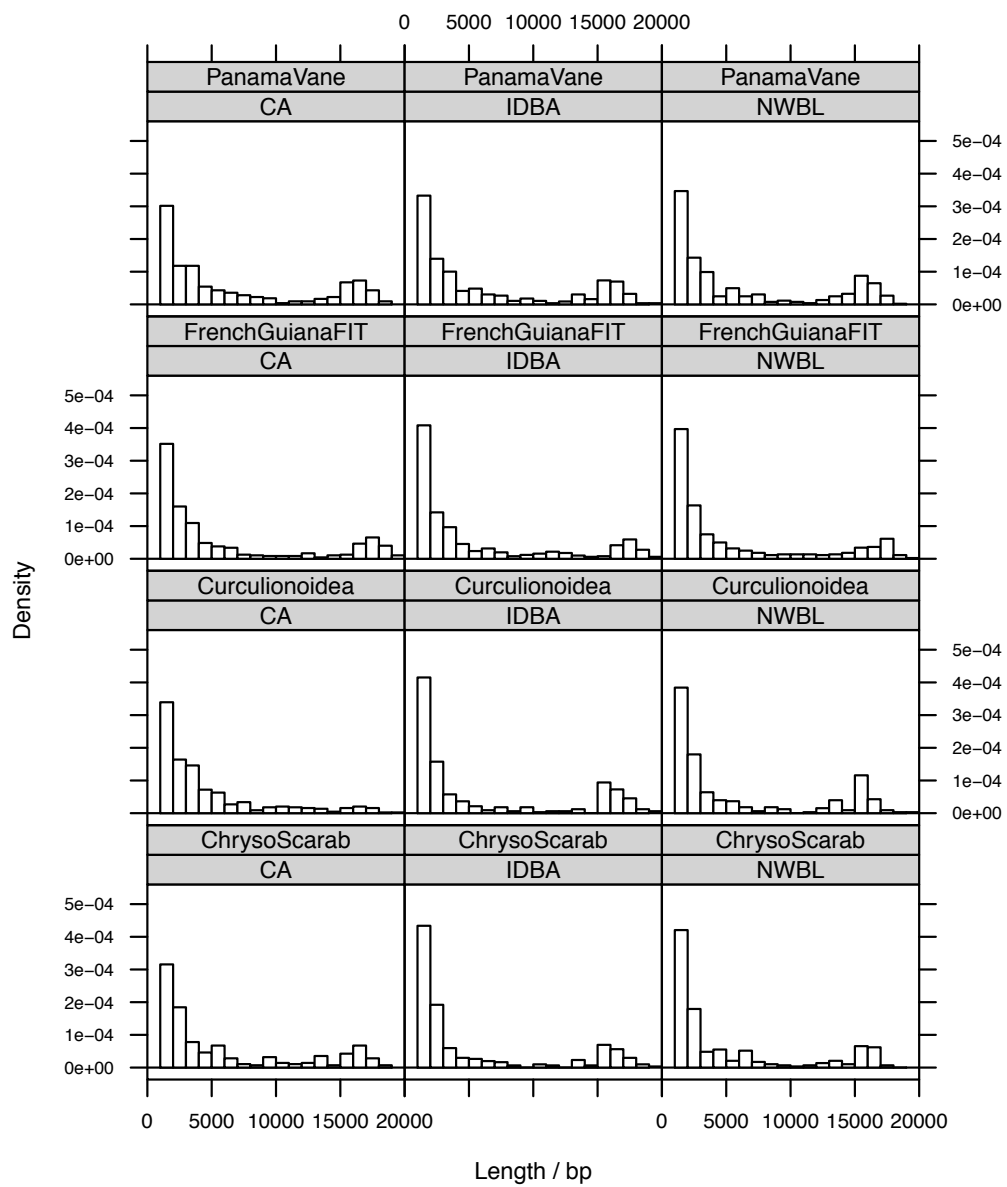 0 5000 10000 15000 20000
PanamaVane PanamaVane PanamaVane
CA IDBA NWBL
5e−04
4e−04
3e−04
2e−04
1e−04
0e+00
FrenchGuianaFIT FrenchGuianaFIT FrenchGuianaFIT
CA IDBA NWBL
5e−04
4e−04
3e−04
2e−04
1e−04
0e+00
Density
Curculionoidea Curculionoidea Curculionoidea
CA IDBA NWBL
5e−04
4e−04
3e−04
2e−04
1e−04
0e+00
ChrysoScarab ChrysoScarab ChrysoScarab
CA IDBA NWBL
5e−04
4e−04
3e−04
2e−04
1e−04
0e+00
0 5000 10000 15000 20000 0 5000 10000 15000 20000
Length / bp